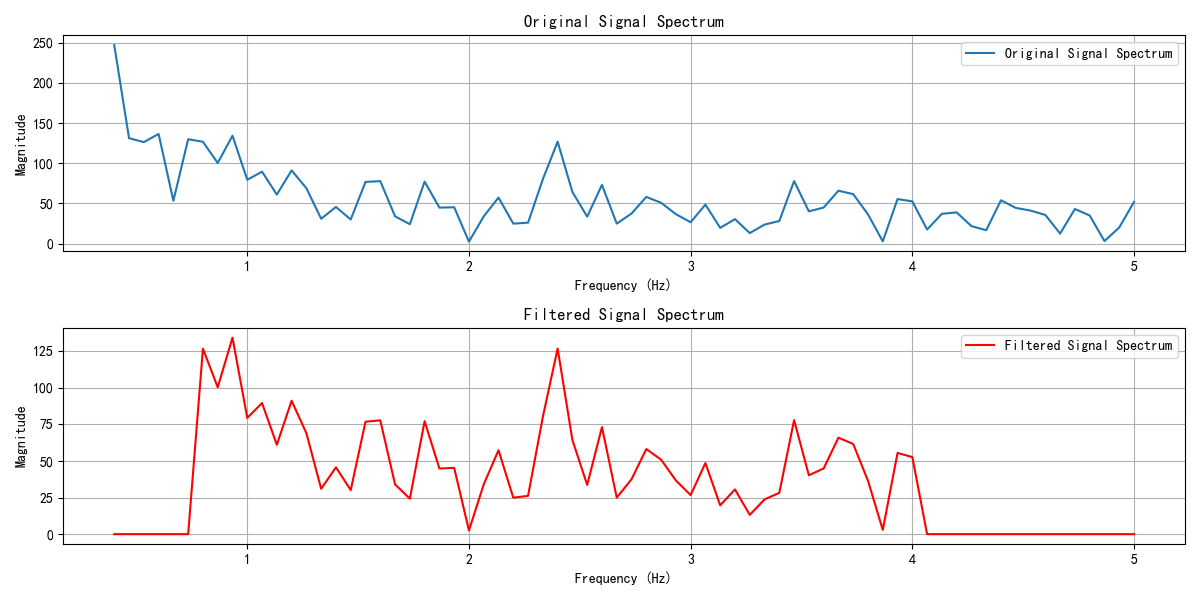 Original Signal Spectrum
Original Signal Spectrum
250
200
150
100
50
0
Magnitude
1 2 3 4 5
Frequency (Hz)
Filtered Signal Spectrum
Filtered Signal Spectrum
125
100
75
50
25
0
Magnitude
1 2 3 4 5
Frequency (Hz)